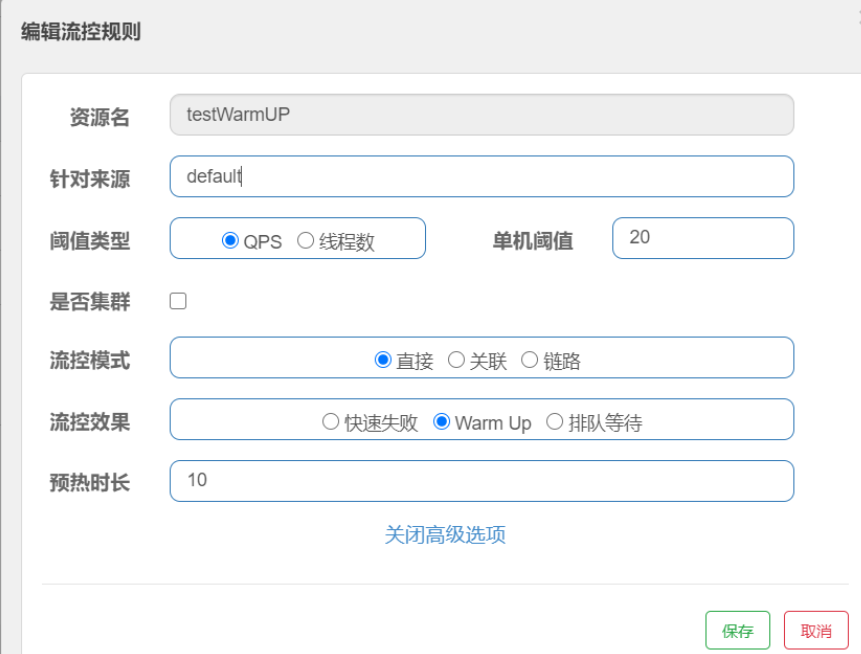 编辑流控规则
资源名 testWarmUP
针对来源 default
阈值类型 QPS 线程数 单机阈值 20
是否集群
流控模式 直接 关联 链路
流控效果 快速失败 Warm Up 排队等待
预热时长 10
关闭高级选项
保存 取消